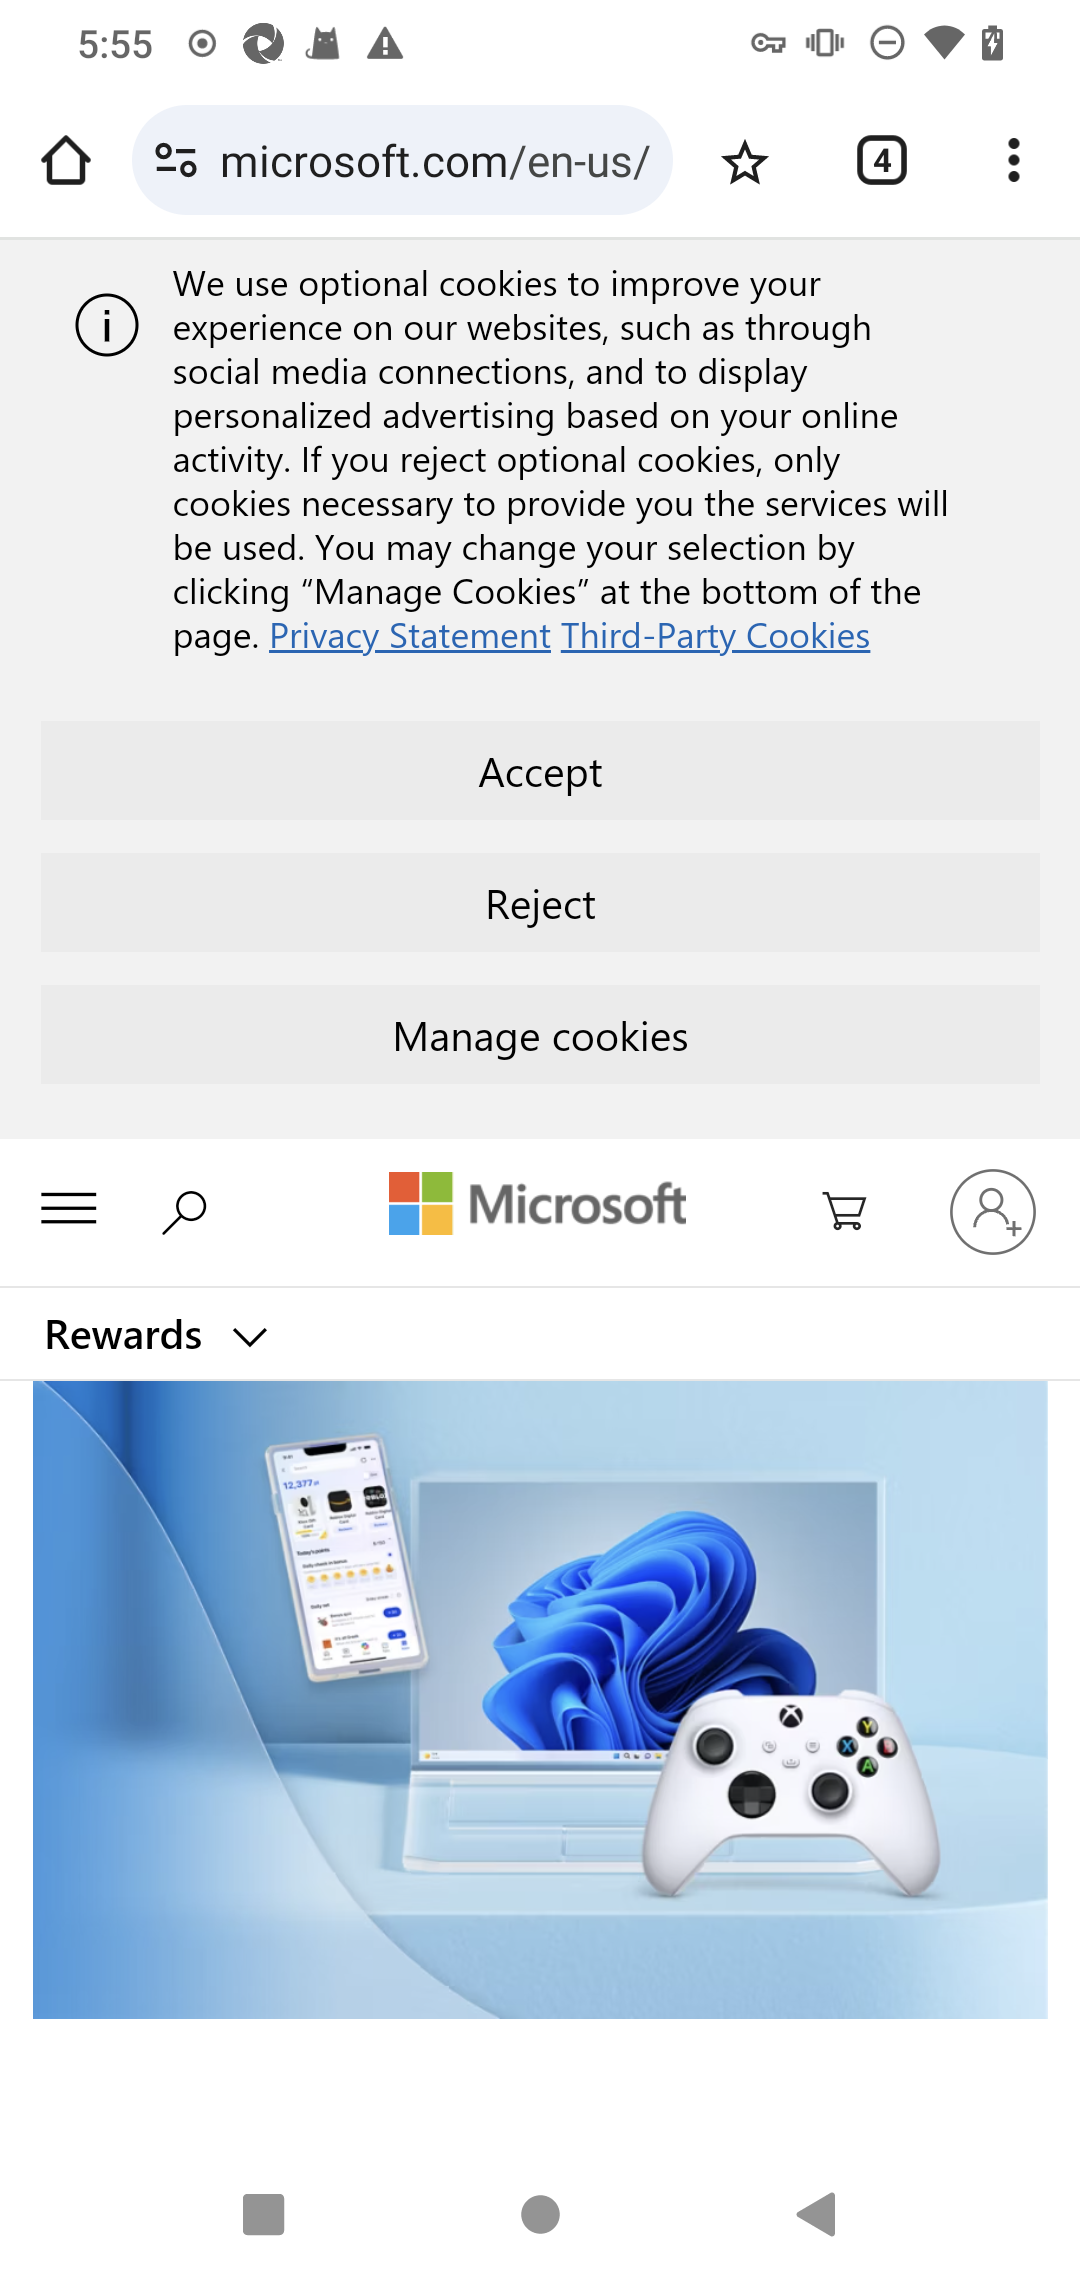 5:55
microsoft.com/en-us/
4
We use optional cookies to improve your
experience on our websites, such as through
social media connections, and to display
personalized advertising based on your online
activity. If you reject optional cookies, only
cookies necessary to provide you the services will
be used. You may change your selection by
clicking “Manage Cookies” at the bottom of the
page. Privacy Statement Third-Party Cookies
Accept
Reject
Manage cookies
Microsoft
Rewards
12,377
Y
X
A